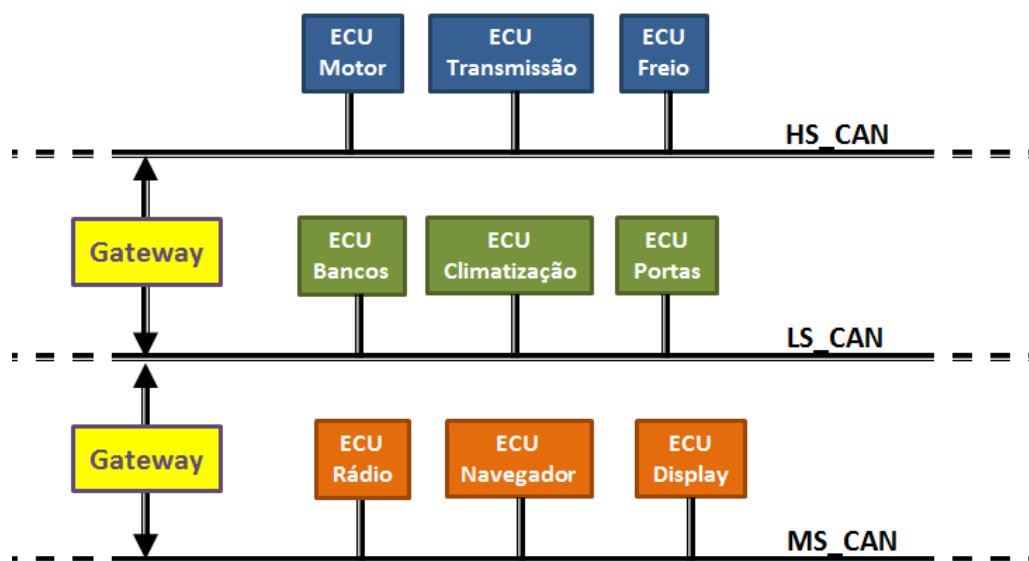 ECU
Motor
ECU
Transmissão
ECU
Freio
HS_CAN
Gateway
ECU
Bancos
ECU
Climatização
ECU
Portas
LS_CAN
Gateway
ECU
Rádio
ECU
Navegador
ECU
Display
MS_CAN